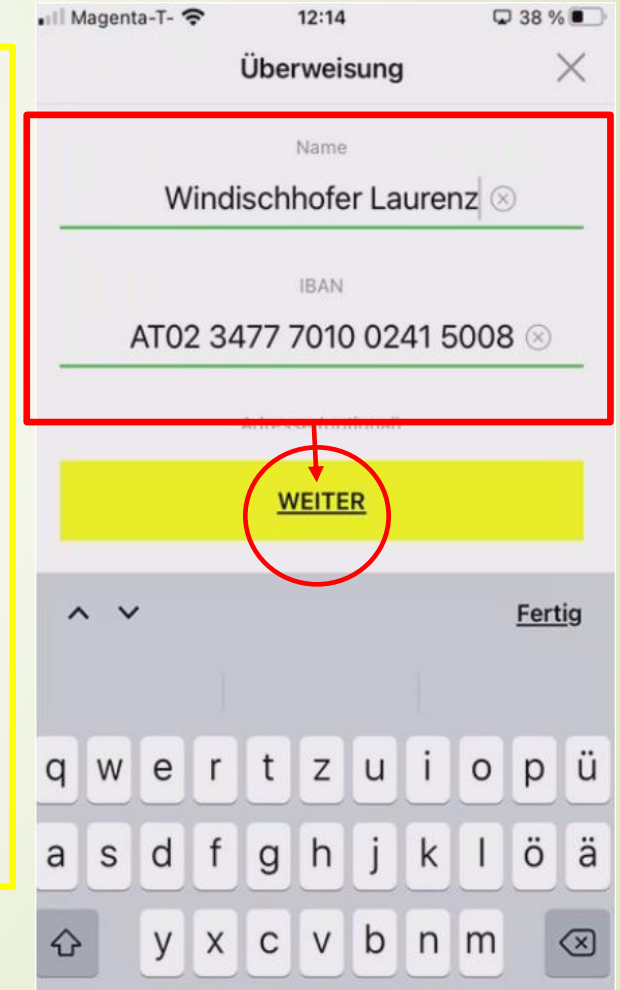 Magenta-T- 12:14 38 %
Überweisung
Name
Windischhofer Laurenz
IBAN
AT02 3477 7010 0241 5008
WEITER
Fertig
q w e r t z u i o p ü
a s d f g h j k l ö ä
y x c v b n m